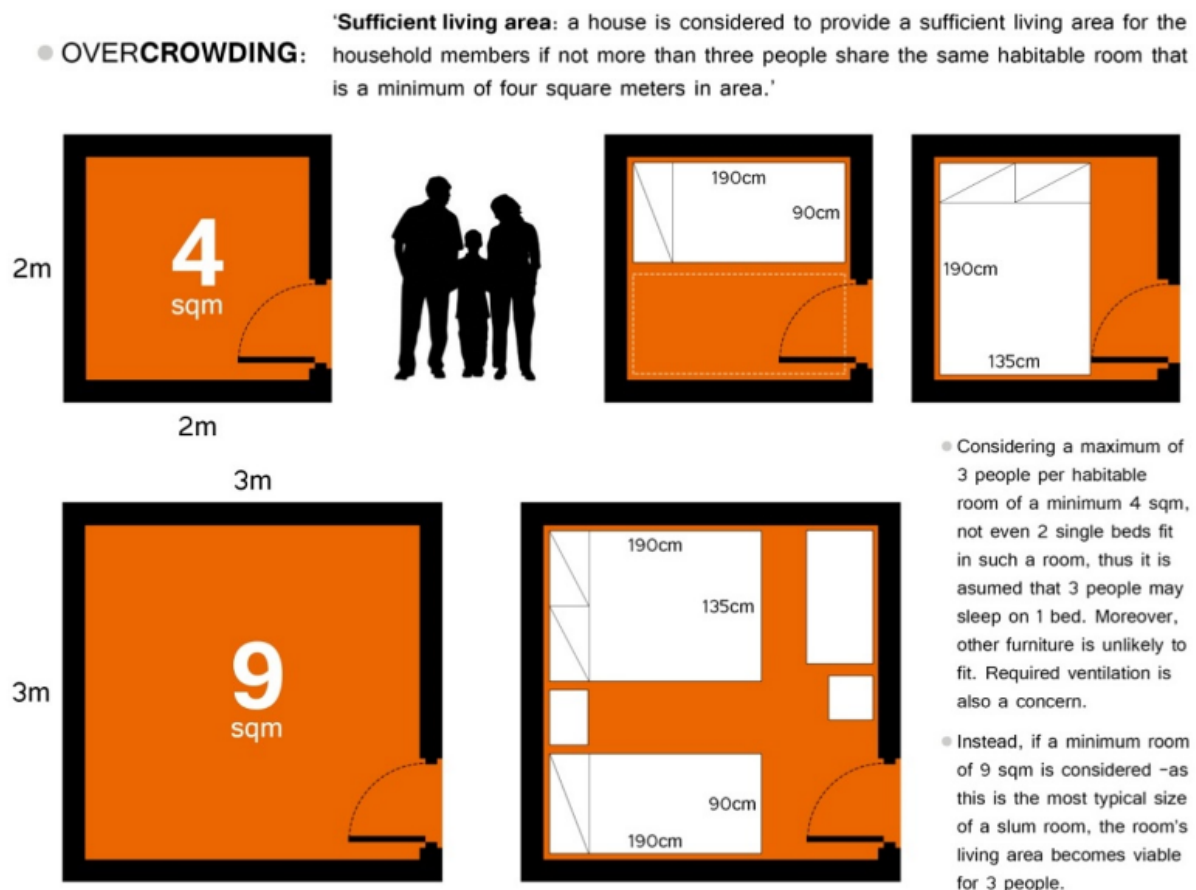 OVERCROWDING:
‘Sufficient living area: a house is considered to provide a sufficient living area for the
household members if not more than three people share the same habitable room that
is a minimum of four square meters in area.’
2m
4
sqm
2m
190cm
90cm
190cm
135cm
3m
3m
9
sqm
190cm
135cm
90cm
190cm
Considering a maximum of
3 people per habitable
room of a minimum 4 sqm,
not even 2 single beds fit
in such a room, thus it is
asumed that 3 people may
sleep on 1 bed. Moreover,
other furniture is unlikely to
fit. Required ventilation is
also a concern.
Instead, if a minimum room
of 9 sqm is considered –as
this is the most typical size
of a slum room, the room's
living area becomes viable
for 3 people.